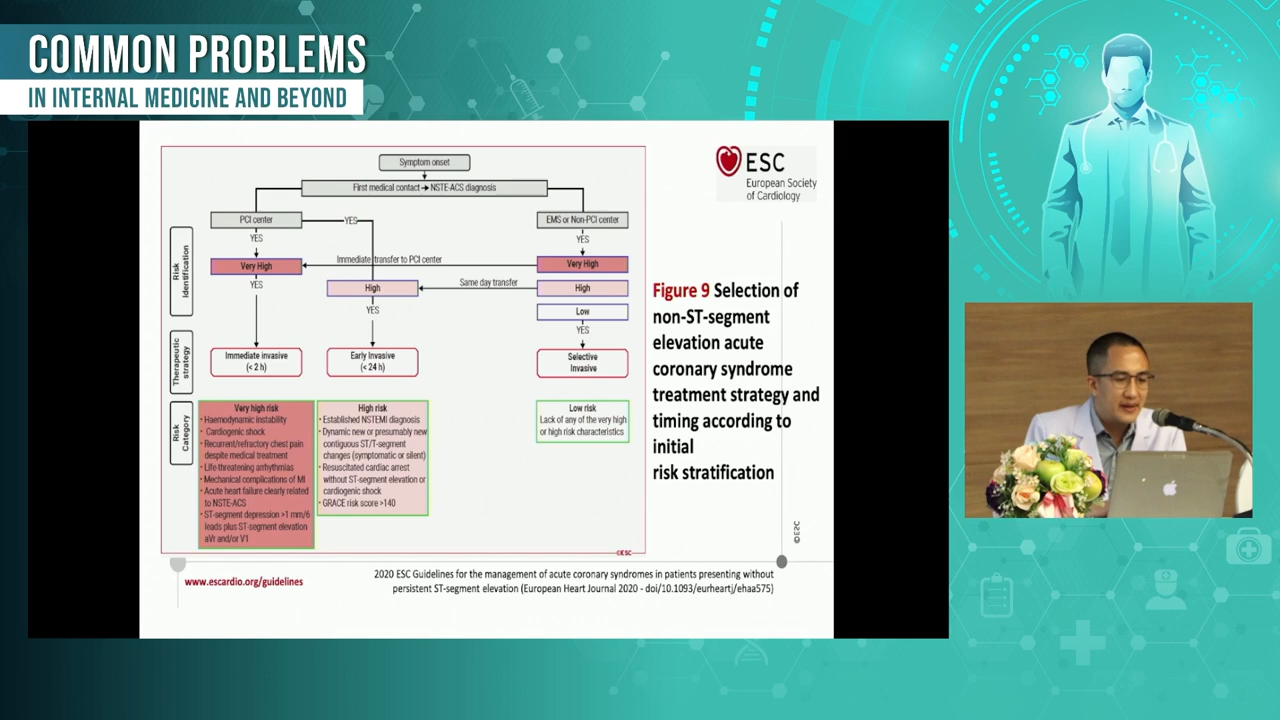 COMMON PROBLEMS
IN INTERNAL MEDICINE AND BEYOND
Symptom onset
First medical contact → NSTE-ACS diagnosis
PCI center
YES
EMS or Non-PCI center
YES
YES
Risk
Identification
Very High
Immediate transfer to PCI center
Very High
YES
High
Same day transfer
High
YES
Low
YES
Therapeutic
strategy
Immediate invasive
(< 2 h)
Early Invasive
(< 24 h)
Selective
Invasive
Risk
Category
Very high risk
• Haemodynamic instability
• Cardiogenic shock
• Recurrent/refractory chest pain
despite medical treatment
• Life-threatening arrhythmias
• Mechanical complications of MI
• Acute heart failure clearly related
to NSTE-ACS
• ST-segment depression >1 mm/6
leads plus ST-segment elevation
aVr and/or V1
High risk
• Established NSTEMI diagnosis
• Dynamic new or presumably new
contiguous ST/T-segment
changes (symptomatic or silent)
• Resuscitated cardiac arrest
without ST-segment elevation or
cardiogenic shock
• GRACE risk score >140
Low risk
Lack of any of the very high
or high risk characteristics
©ESC
ESC
European Society
of Cardiology
Figure 9 Selection of
non-ST-segment
elevation acute
coronary syndrome
treatment strategy and
timing according to
initial
risk stratification
©ESC
www.escardio.org/guidelines
2020 ESC Guidelines for the management of acute coronary syndromes in patients presenting without
persistent ST-segment elevation (European Heart Journal 2020 - doi/10.1093/eurheartj/ehaa575)